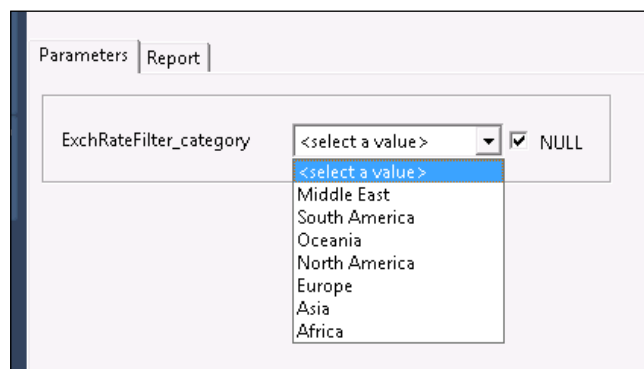 Parameters Report
ExchRateFilter_category <select a value> NULL
<select a value>
Middle East
South America
Oceania
North America
Europe
Asia
Africa